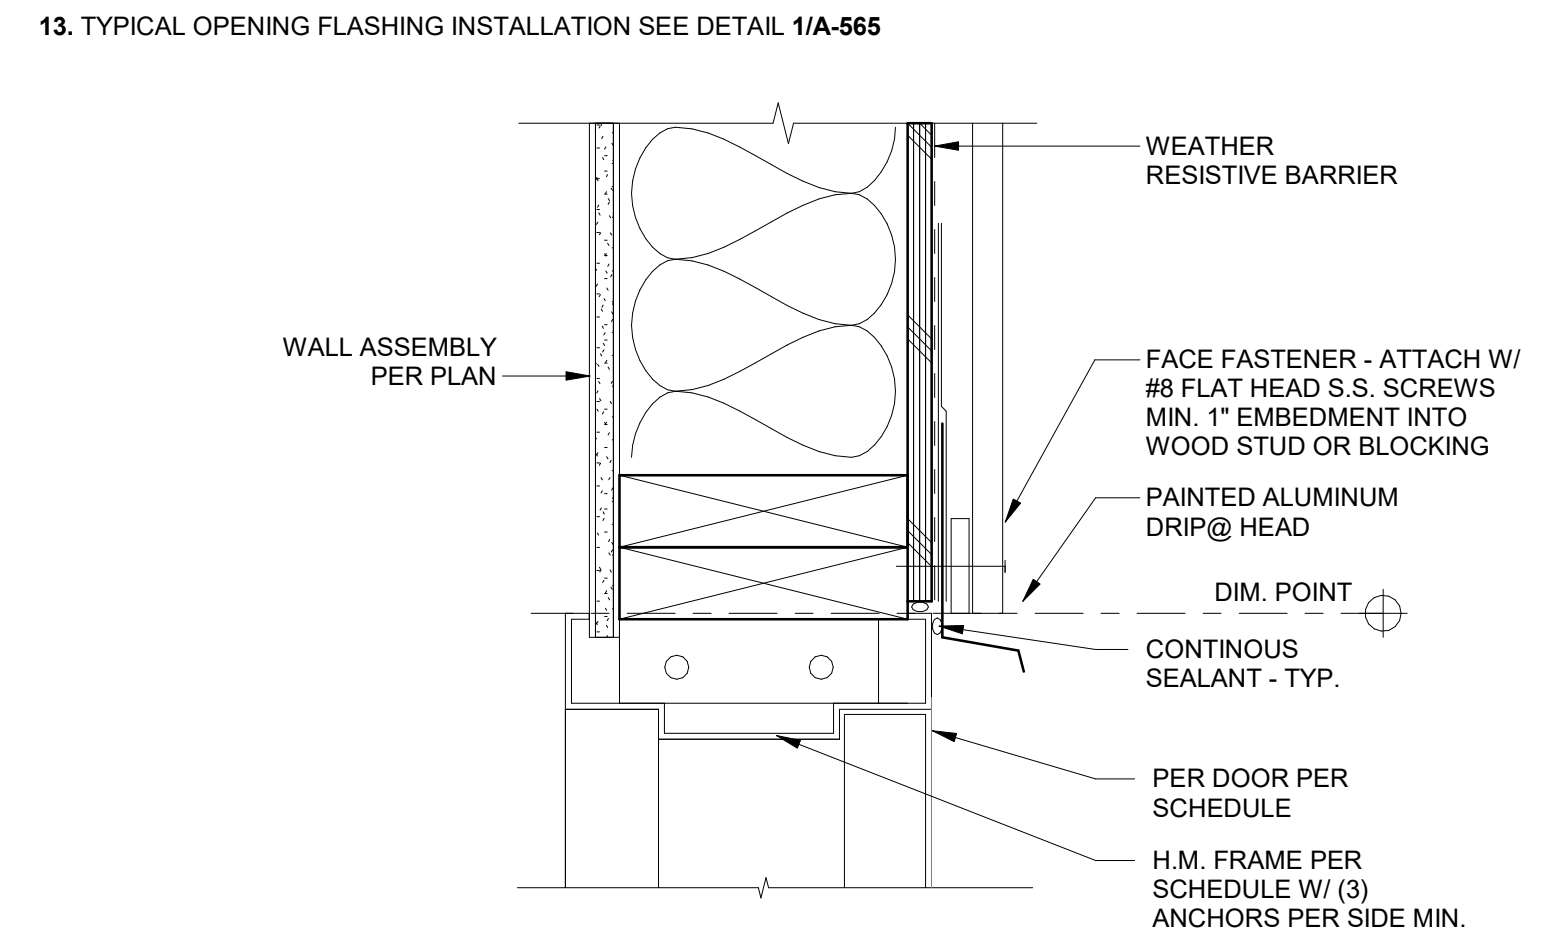 13. TYPICAL OPENING FLASHING INSTALLATION SEE DETAIL 1/A-565
WEATHER
RESISTIVE BARRIER
WALL ASSEMBLY
PER PLAN
FACE FASTENER - ATTACH W/
#8 FLAT HEAD S.S. SCREWS
MIN. 1" EMBEDMENT INTO
WOOD STUD OR BLOCKING
PAINTED ALUMINUM
DRIP@ HEAD
DIM. POINT
CONTINOUS
SEALANT - TYP.
PER DOOR PER
SCHEDULE
H.M. FRAME PER
SCHEDULE W/ (3)
ANCHORS PER SIDE MIN.